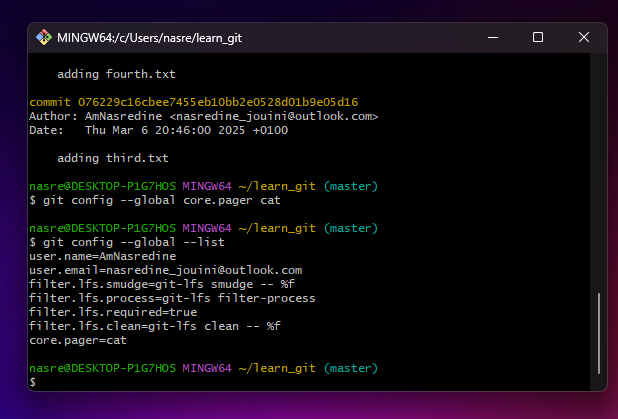 MINGW64:/c/Users/nasre/learn_git
adding fourth.txt
commit 076229c16cbee7455eb10bb2e0528d01b9e05d16
Author: AmNasredine <nasredine_jouini@outlook.com>
Date:   Thu Mar 6 20:46:00 2025 +0100
adding third.txt
nasre@DESKTOP-P1G7HOS MINGW64 ~/learn_git (master)
$ git config --global core.pager cat
nasre@DESKTOP-P1G7HOS MINGW64 ~/learn_git (master)
$ git config --global --list
user.name=AmNasredine
user.email=nasredine_jouini@outlook.com
filter.lfs.smudge=git-lfs smudge -- %f
filter.lfs.process=git-lfs filter-process
filter.lfs.required=true
filter.lfs.clean=git-lfs clean -- %f
core.pager=cat
nasre@DESKTOP-P1G7HOS MINGW64 ~/learn_git (master)
$